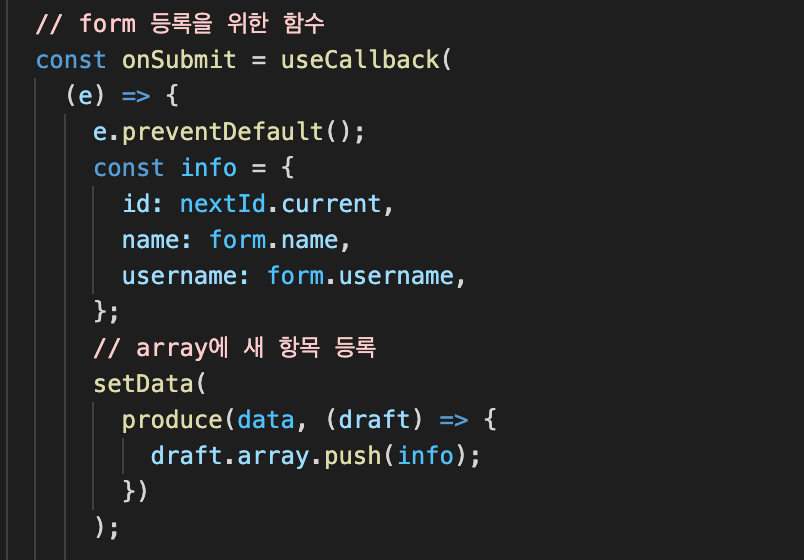 // form 등록을 위한 함수
const onSubmit = useCallback(
(e) => {
e.preventDefault();
const info = {
id: nextId.current,
name: form.name,
username: form.username,
};
// array에 새 항목 등록
setData(
produce(data, (draft) => {
draft.array.push(info);
})
);